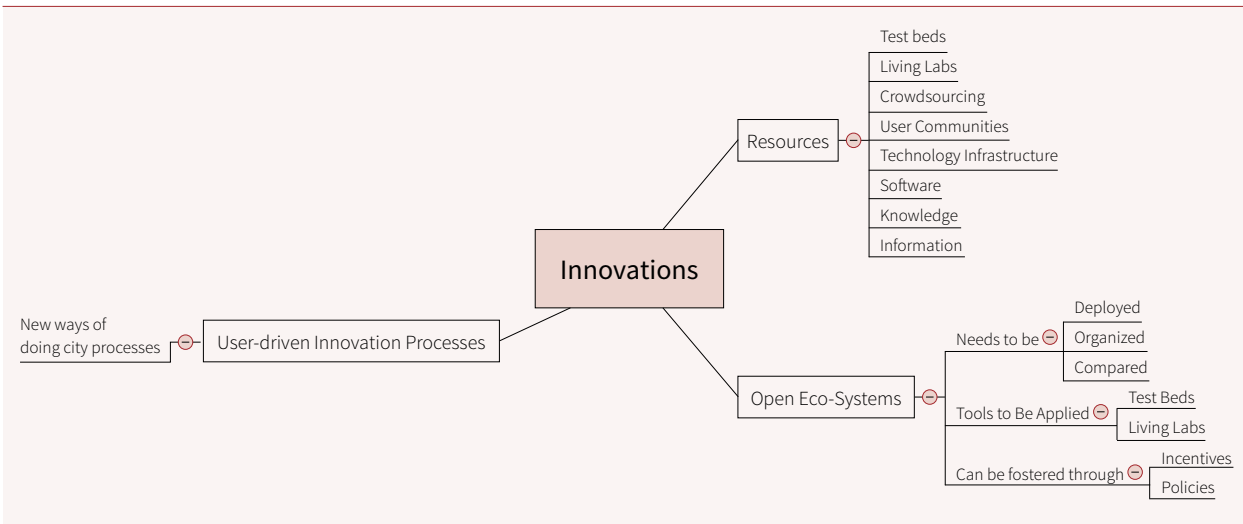 Test beds
Living Labs
Crowdsourcing
User Communities
Technology Infrastructure
Software
Knowledge
Information
Resources
Innovations
New ways of
doing city processes
User-driven Innovation Processes
Open Eco-Systems
Needs to be
Deployed
Organized
Compared
Tools to Be Applied
Test Beds
Living Labs
Can be fostered through
Incentives
Policies